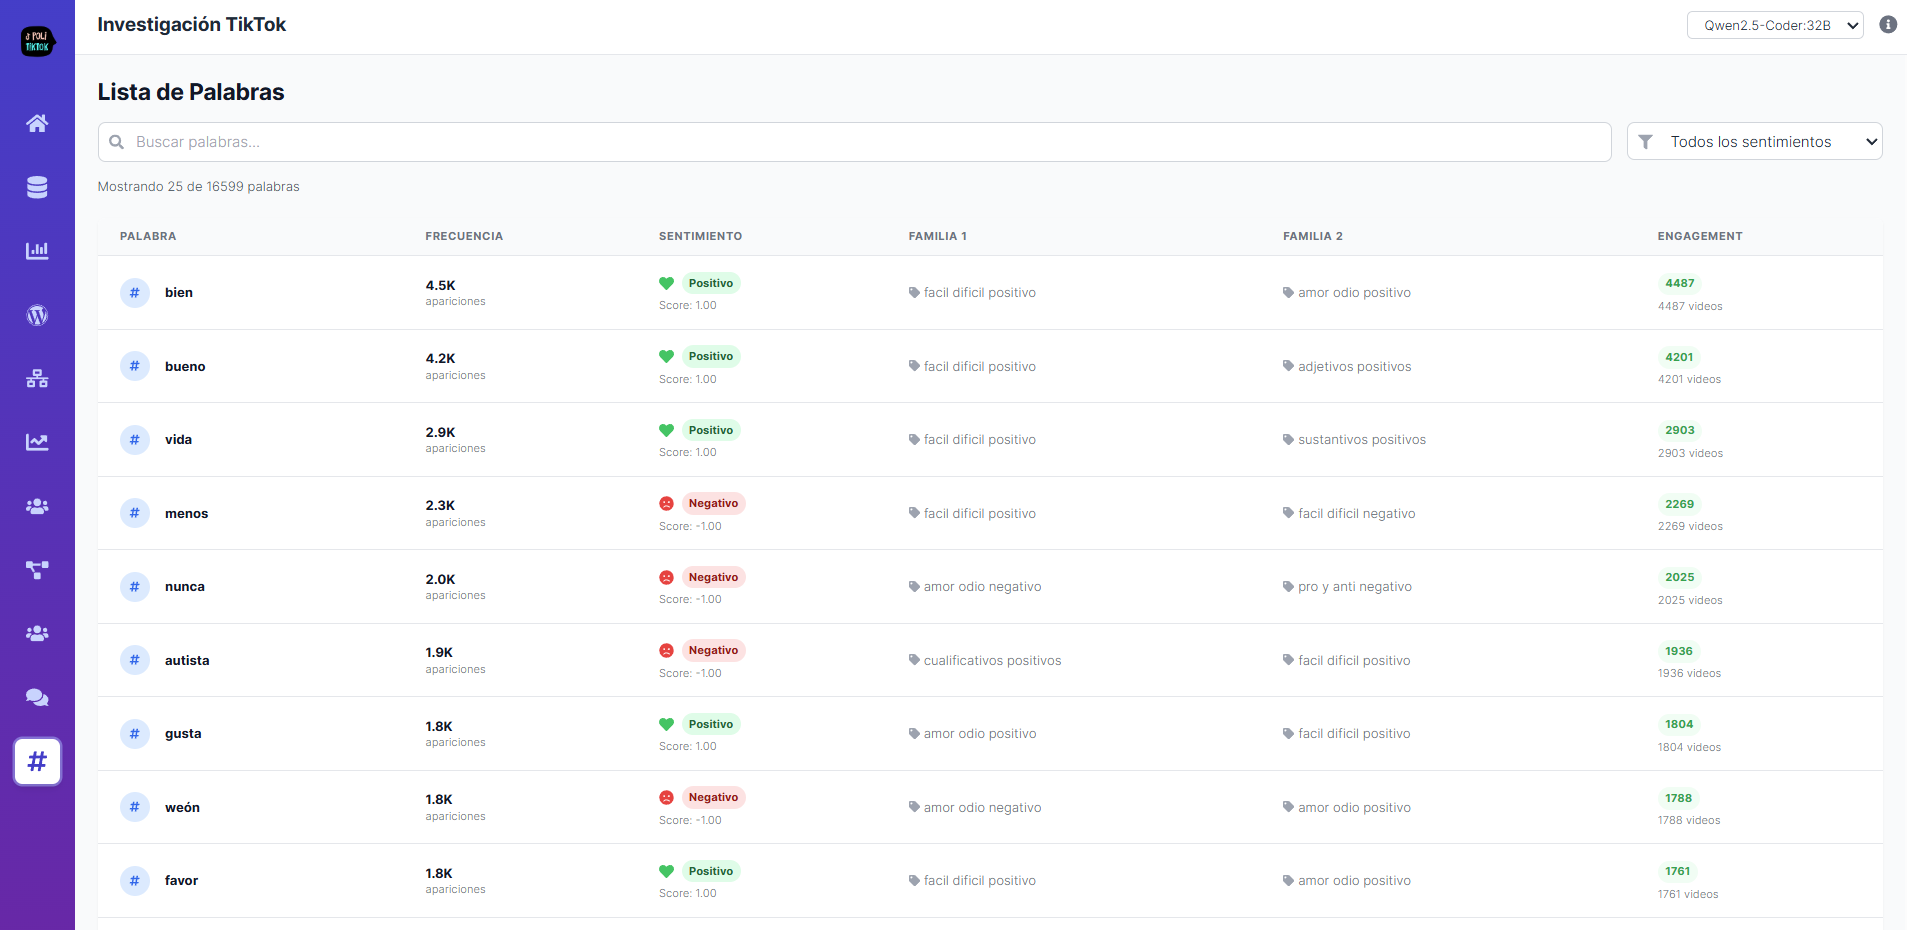 Investigación TikTok
Qwen2.5-Coder:32B
POLI
TIKTOK
Lista de Palabras
Buscar palabras...
Todos los sentimientos
Mostrando 25 de 16599 palabras
PALABRA FRECUENCIA SENTIMIENTO FAMILIA 1 FAMILIA 2 ENGAGEMENT
# bien 4.5K apariciones Positivo Score: 1.00 facil dificil positivo amor odio positivo 4487 4487 videos
# bueno 4.2K apariciones Positivo Score: 1.00 facil dificil positivo adjetivos positivos 4201 4201 videos
# vida 2.9K apariciones Positivo Score: 1.00 facil dificil positivo sustantivos positivos 2903 2903 videos
# menos 2.3K apariciones Negativo Score: -1.00 facil dificil positivo facil dificil negativo 2269 2269 videos
# nunca 2.0K apariciones Negativo Score: -1.00 amor odio negativo pro y anti negativo 2025 2025 videos
# autista 1.9K apariciones Negativo Score: -1.00 cualificativos positivos facil dificil positivo 1936 1936 videos
# gusta 1.8K apariciones Positivo Score: 1.00 amor odio positivo facil dificil positivo 1804 1804 videos
# weón 1.8K apariciones Negativo Score: -1.00 amor odio negativo amor odio positivo 1788 1788 videos
# favor 1.8K apariciones Positivo Score: 1.00 facil dificil positivo amor odio positivo 1761 1761 videos
#